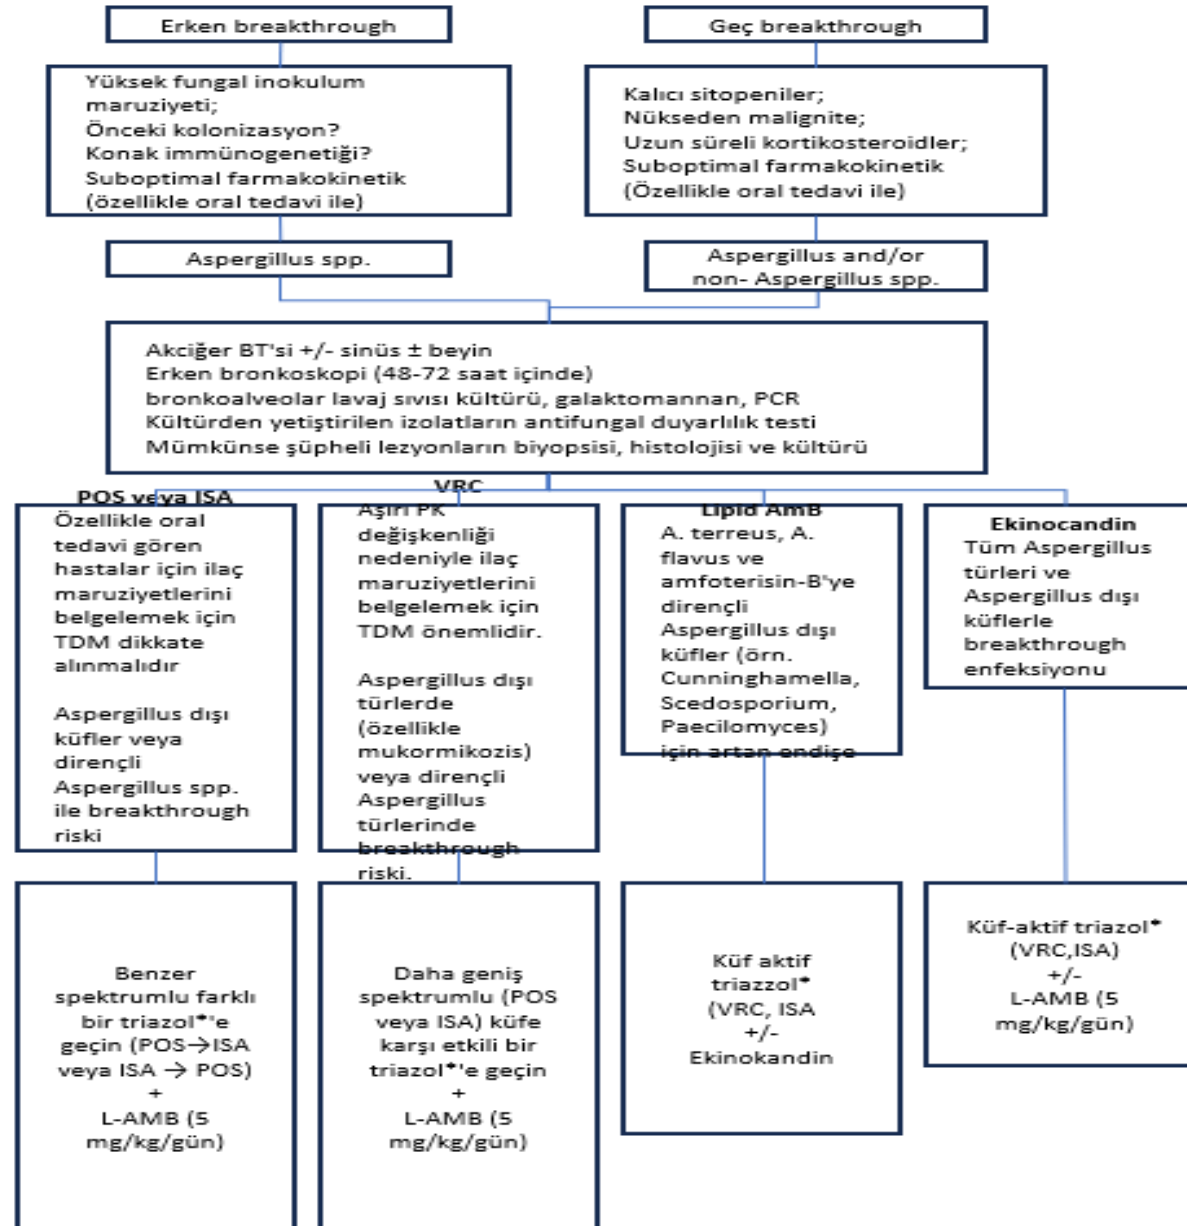 Erken breakthrough
Geç breakthrough
Yüksek fungal inokulum
maruziyeti;
Önceki kolonizasyon?
Konak immünogenetiği?
Suboptimal farmakokinetik
(özellikle oral tedavi ile)
Kalıcı sitopeniler;
Nükseden malignite;
Uzun süreli kortikosteroidler;
Suboptimal farmakokinetik
(Özellikle oral tedavi ile)
Aspergillus spp.
Aspergillus and/or
non- Aspergillus spp.
Akciğer BT'si +/- sinüs ± beyin
Erken bronkoskopi (48-72 saat içinde)
bronkoalveolar lavaj sıvısı kültürü, galaktomannan, PCR
Kültürden yetiştirilen izolatların antifungal duyarlılık testi
Mümkünse şüpheli lezyonların biyopsisi, histolojisi ve kültürü
POS veya ISA
Özellikle oral
tedavi gören
hastalar için ilaç
maruziyetlerini
belgelemek için
TDM dikkate
alınmalıdır
Aspergillus dışı
küfler veya
dirençli
Aspergillus spp.
ile breakthrough
riski
VRC
Aşırı PK
değişkenliği
nedeniyle ilaç
maruziyetlerini
belgelemek için
TDM önemlidir.
Aspergillus dışı
türlerde
(özellikle
mukormikozis)
veya dirençli
Aspergillus
türlerinde
breakthrough
riski.
Lipid AmB
A. terreus, A.
flavus ve
amfoterisin-B'ye
dirençli
Aspergillus dışı
küfler (örn.
Cunninghamella,
Scedosporium,
Paecilomyces)
için artan endişe
Ekinocandin
Tüm Aspergillus
türleri ve
Aspergillus dışı
küflerle
breakthrough
enfeksiyonu
Benzer
spektrumlu farklı
bir triazol*'e
geçin (POS→ISA
veya ISA → POS)
+
L-AMB (5
mg/kg/gün)
Daha geniş
spektrumlu (POS
veya ISA) küfe
karşı etkili bir
triazol*'e geçin
+
L-AMB (5
mg/kg/gün)
Küf aktif
triazzol*
(VRC, ISA
+/-
Ekinokandin
Küf-aktif triazol*
(VRC,ISA)
+/-
L-AMB (5
mg/kg/gün)